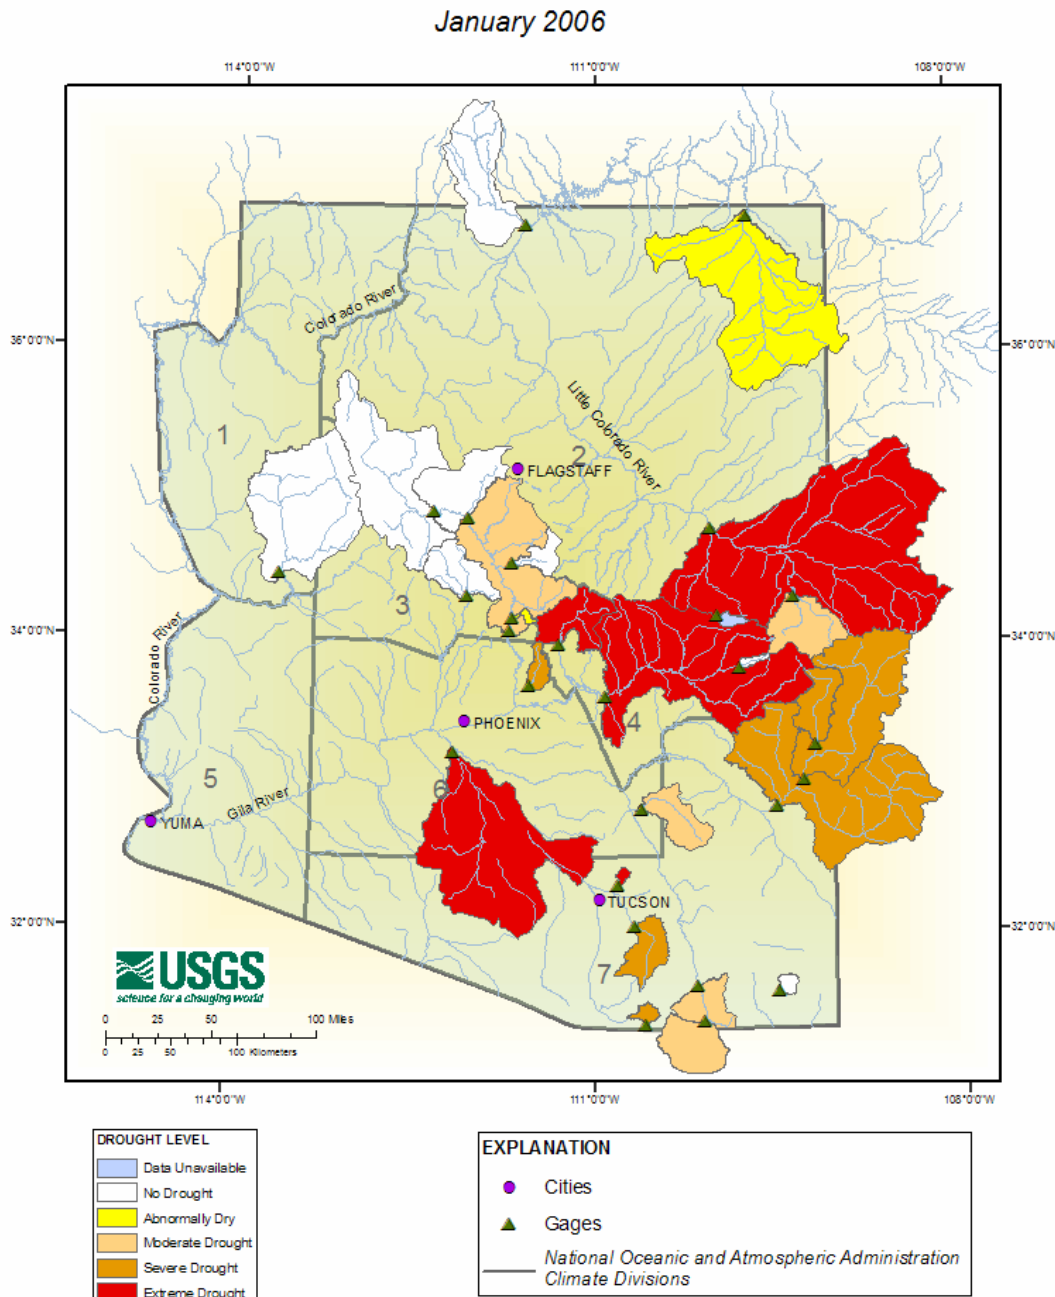 January 2006
114°0'0"W
111°0'0"W
108°0'0"W
36°0'0"N
36°0'0"N
Colorado River
Little Colorado River
1
2
FLAGSTAFF
3
34°0'0"N
34°0'0"N
Colorado River
PHOENIX
4
5
6
Gila River
YUMA
TUCSON
32°0'0"N
32°0'0"N
7
USGS
science for a changing world
0 25 50 100 Miles
0 25 50 100 Kilometers
114°0'0"W
111°0'0"W
108°0'0"W
DROUGHT LEVEL
Data Unavailable
No Drought
Abnormally Dry
Moderate Drought
Severe Drought
Extreme Drought
EXPLANATION
Cities
Gages
National Oceanic and Atmospheric Administration
Climate Divisions